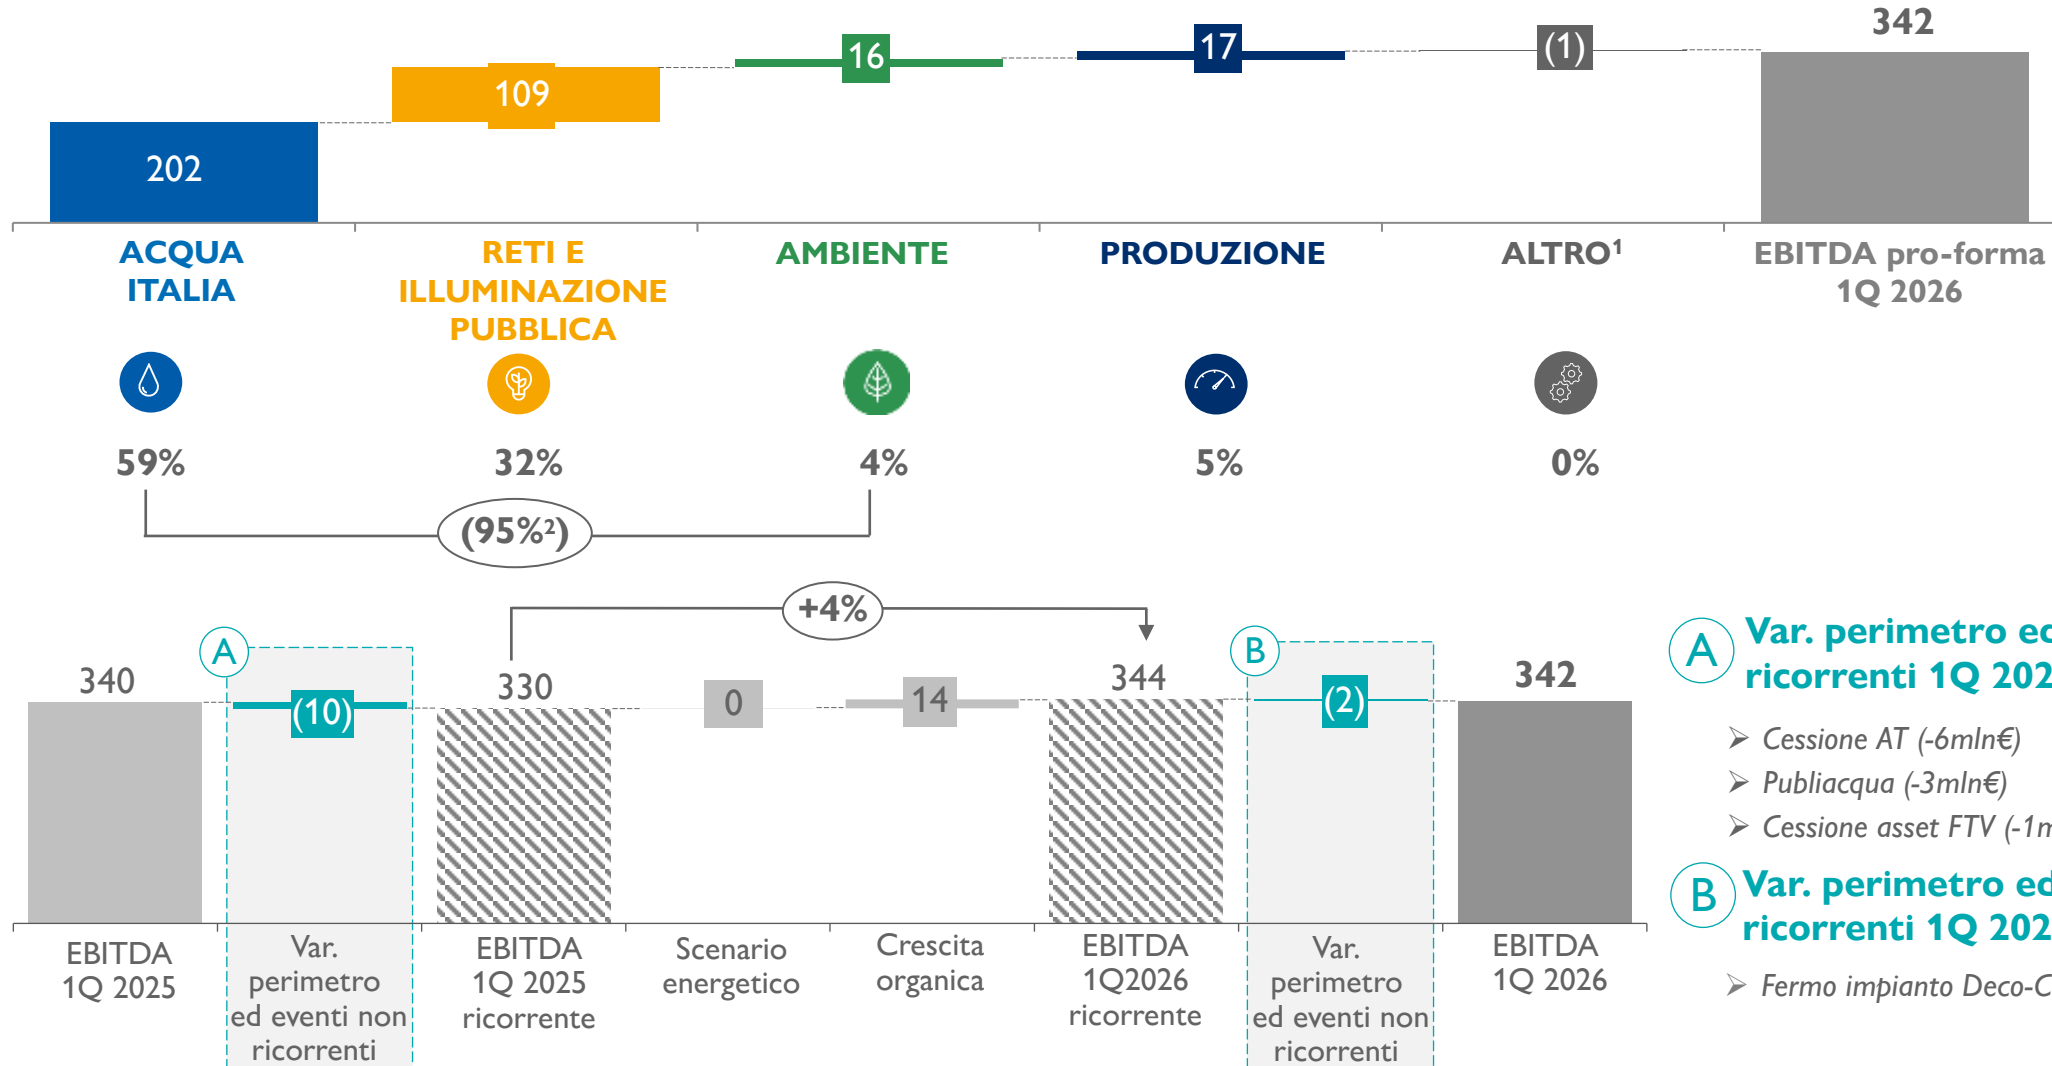 342
(1)
17
16
109
202
ACQUA
ITALIA
RETI E
ILLUMINAZIONE
PUBBLICA
AMBIENTE
PRODUZIONE
ALTRO¹
EBITDA pro-forma
1Q 2026
59%
32%
4%
5%
0%
(95%²)
+4%
A
B
340
(10)
330
0
14
344
(2)
342
EBITDA
1Q 2025
Var.
perimetro
ed eventi non
ricorrenti
EBITDA
1Q 2025
ricorrente
Scenario
energetico
Crescita
organica
EBITDA
1Q2026
ricorrente
Var.
perimetro
ed eventi non
ricorrenti
EBITDA
1Q 2026
A
Var. perimetro ed
ricorrenti 1Q 202
➢ Cessione AT (-6mln€)
➢ Publiacqua (-3mln€)
➢ Cessione asset FTV (-1m
B
Var. perimetro ed
ricorrenti 1Q 202
➢ Fermo impianto Deco-C